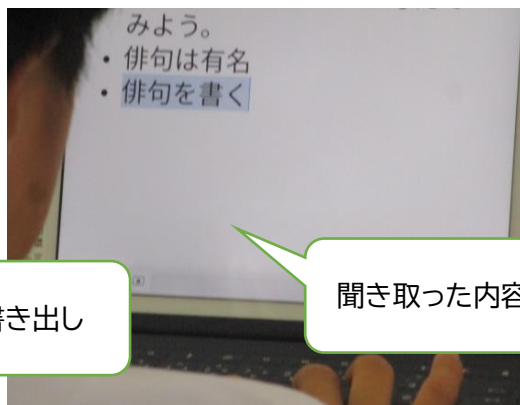 みよう。
・俳句は有名
・俳句を書く
聞き取った内容
き出し